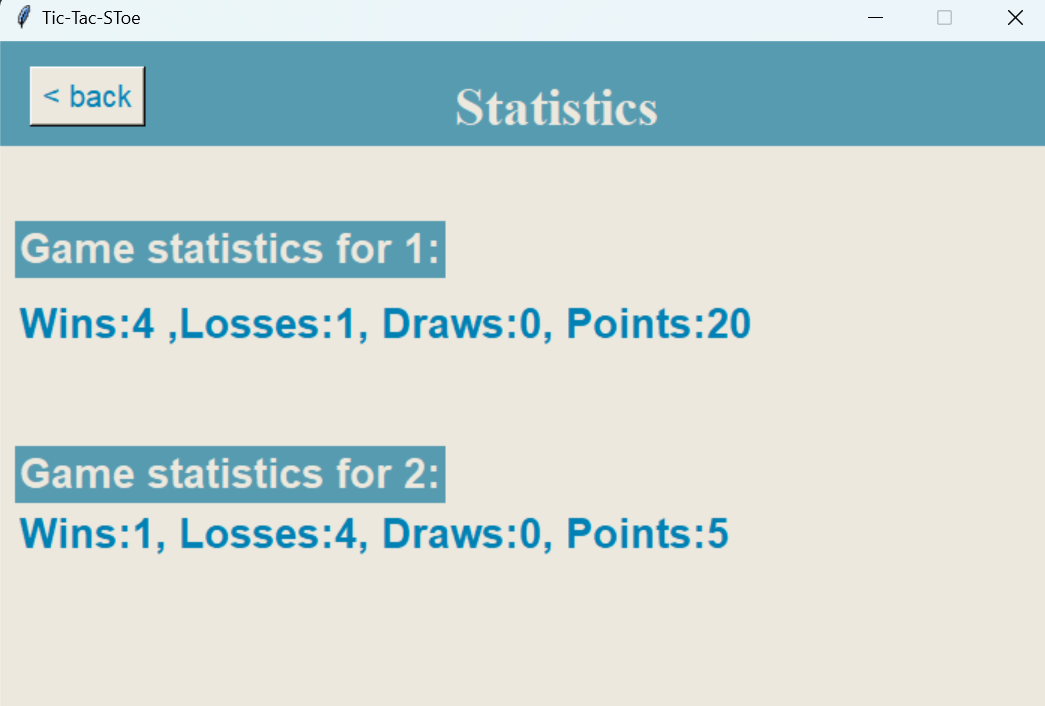 Tic-Tac-SToe
< back
Statistics
Game statistics for 1:
Wins:4 ,Losses:1, Draws:0, Points:20
Game statistics for 2:
Wins:1, Losses:4, Draws:0, Points:5